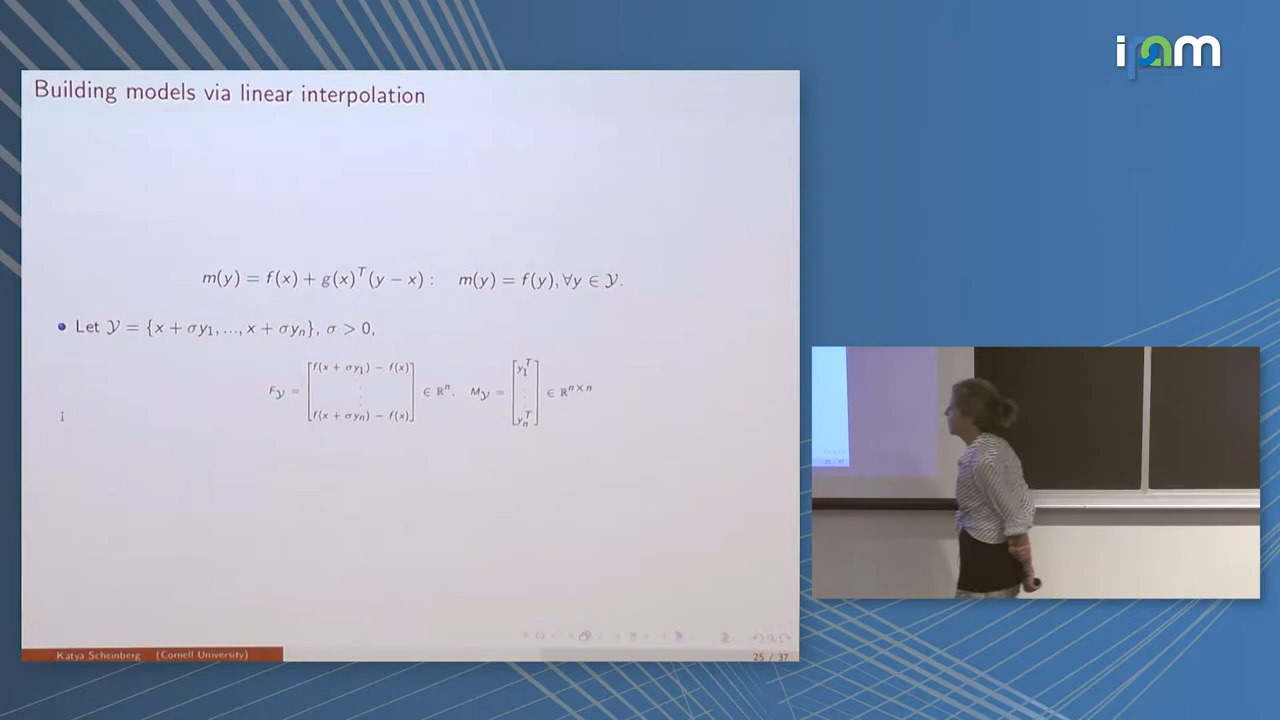 ipam
Building models via linear interpolation
m(y) = f(x) + g(x)^T(y − x) : m(y) = f(y), ∀y ∈ 𝒴.
• Let 𝒴 = {x + σy_1, ..., x + σy_n}, σ > 0,
F_𝒴 = [f(x + σy_1) − f(x) ⋮ f(x + σy_n) − f(x)] ∈ ℝ^n, M_𝒴 = [y_1^T ⋮ y_n^T] ∈ ℝ^{n×n}
Katya Scheinberg (Cornell University)
25 / 37